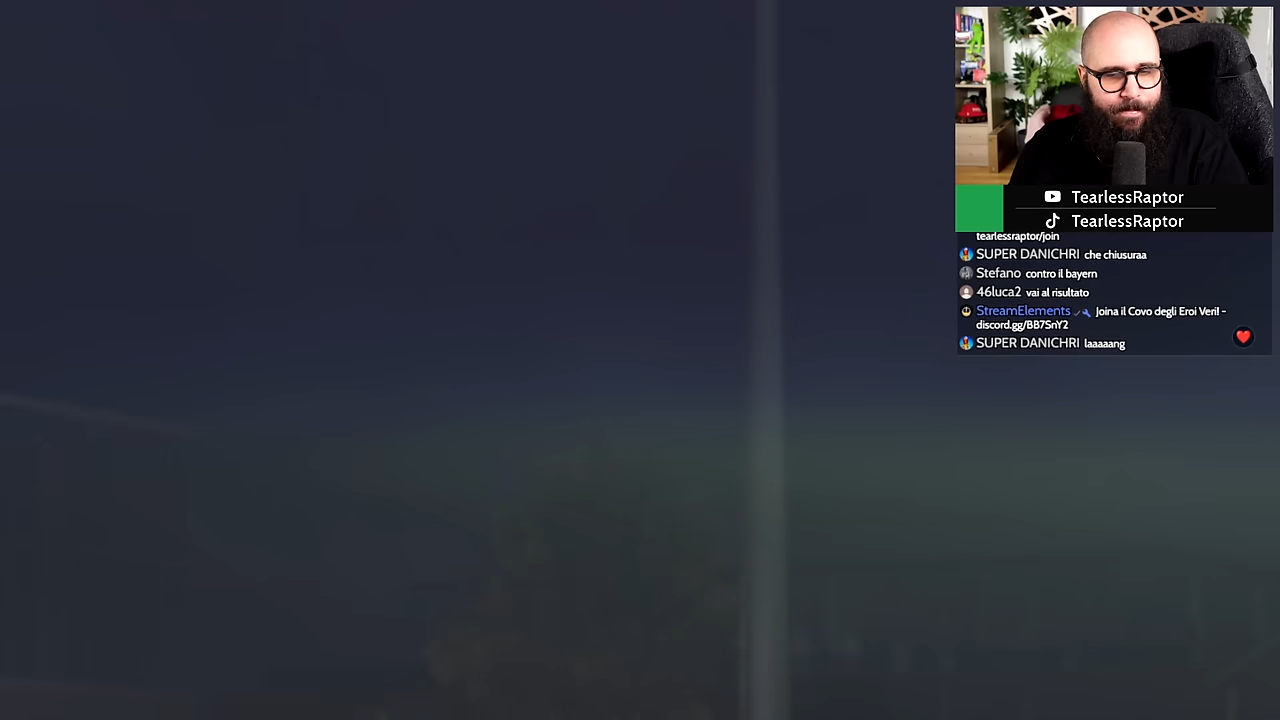 TearlessRaptor
TearlessRaptor
tearlessraptor/join
SUPER DANICHRI che chiusuraa
Stefano contro il bayern
46luca2 vai al risultato
StreamElements Joina il Covo degli Eroi Veri! -
discord.gg/BB7SnY2
SUPER DANICHRI laaaaang